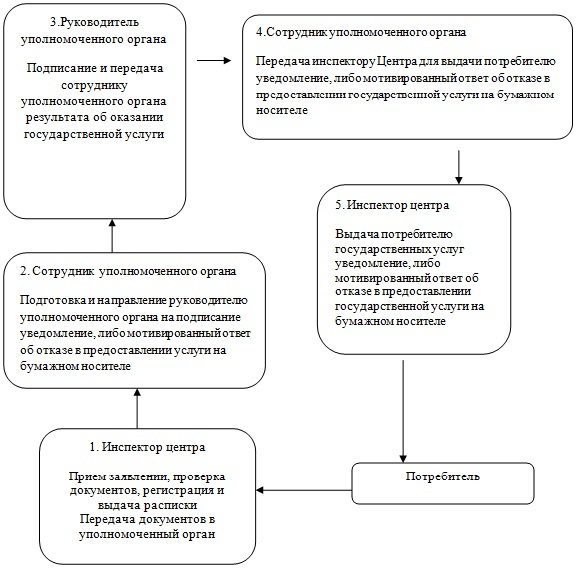 3.Руководитель
уполномоченного органа
Подписание и передача
сотруднику
уполномоченного органа
результата об оказании
государственной услуги
4.Сотрудник уполномоченного органа
Передача инспектору Центра для выдачи потребителю
уведомление, либо мотивированный ответ об отказе в
предоставлении государственной услуги на бумажном
носителе
5. Инспектор центра
Выдача потребителю
государственных услуг
уведомление, либо
мотивированный ответ об
отказе в предоставлении
государственной услуги на
бумажном носителе
2. Сотрудник уполномоченного органа
Подготовка и направление руководителю
уполномоченного органа на подписание
уведомление, либо мотивированный ответ
об отказе в предоставлении услуги на
бумажном носителе
1. Инспектор центра
Прием заявлении, проверка
документов, регистрация и
выдача расписки
Передача документов в
уполномоченный орган
Потребитель